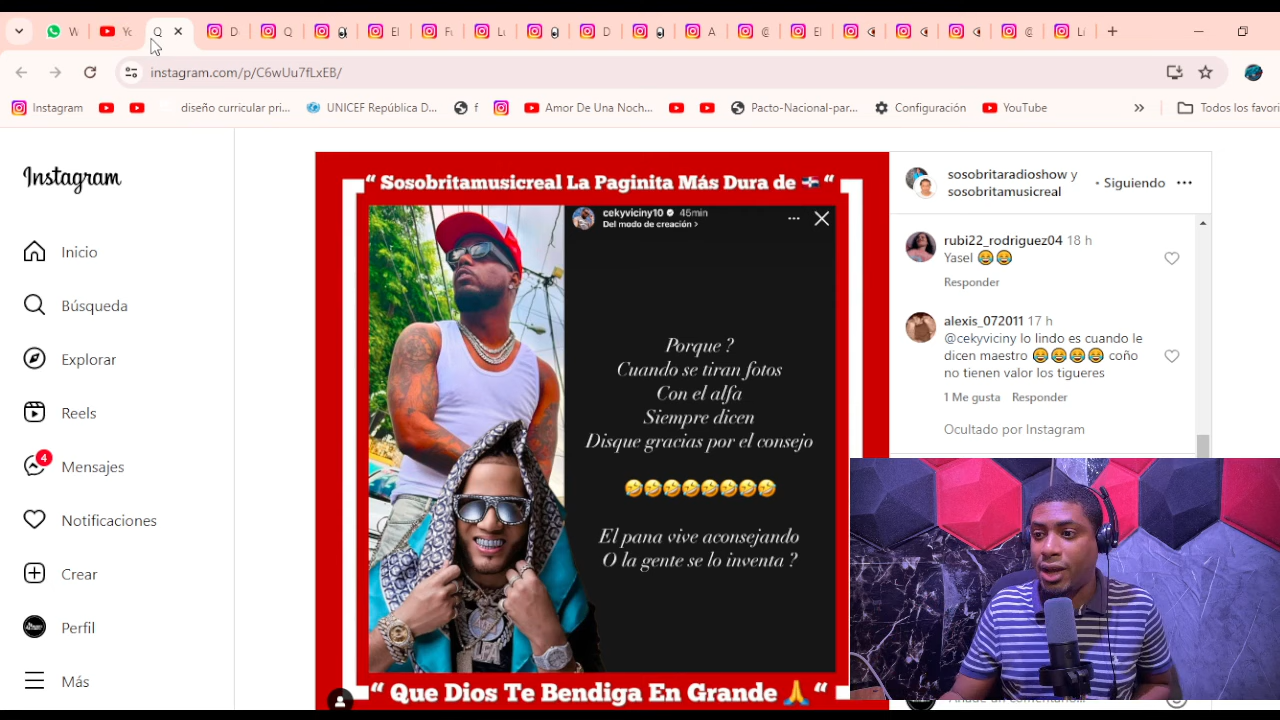 instagram.com/p/C6wUu7fLxEB/
Instagram
diseño curricular pri...
UNICEF República D...
f
Amor De Una Noch...
Pacto-Nacional-par...
Configuración
YouTube
»
Todos los favori
Instagram
Inicio
Búsqueda
Explorar
Reels
4
Mensajes
Notificaciones
Crear
Perfil
Más
“ Sosobritamusicreal La Paginita Más Dura de 🇩🇴 “
cekyviciny10 46min
Del modo de creación >
Porque ?
Cuando se tiran fotos
Con el alfa
Siempre dicen
Disque gracias por el consejo
🤣🤣🤣🤣🤣🤣🤣🤣
El pana vive aconsejando
O la gente se lo inventa ?
“ Que Dios Te Bendiga En Grande 🙏 “
sosobritaradioshow y
sosobritamusicreal
• Siguiendo
rubi22_rodriguez04 18 h
Yasel 😂😂
Responder
alexis_072011 17 h
@cekyviciny lo lindo es cuando le
dicen maestro 😂😂😂😂 coño
no tienen valor los tigueres
1 Me gusta Responder
Ocultado por Instagram